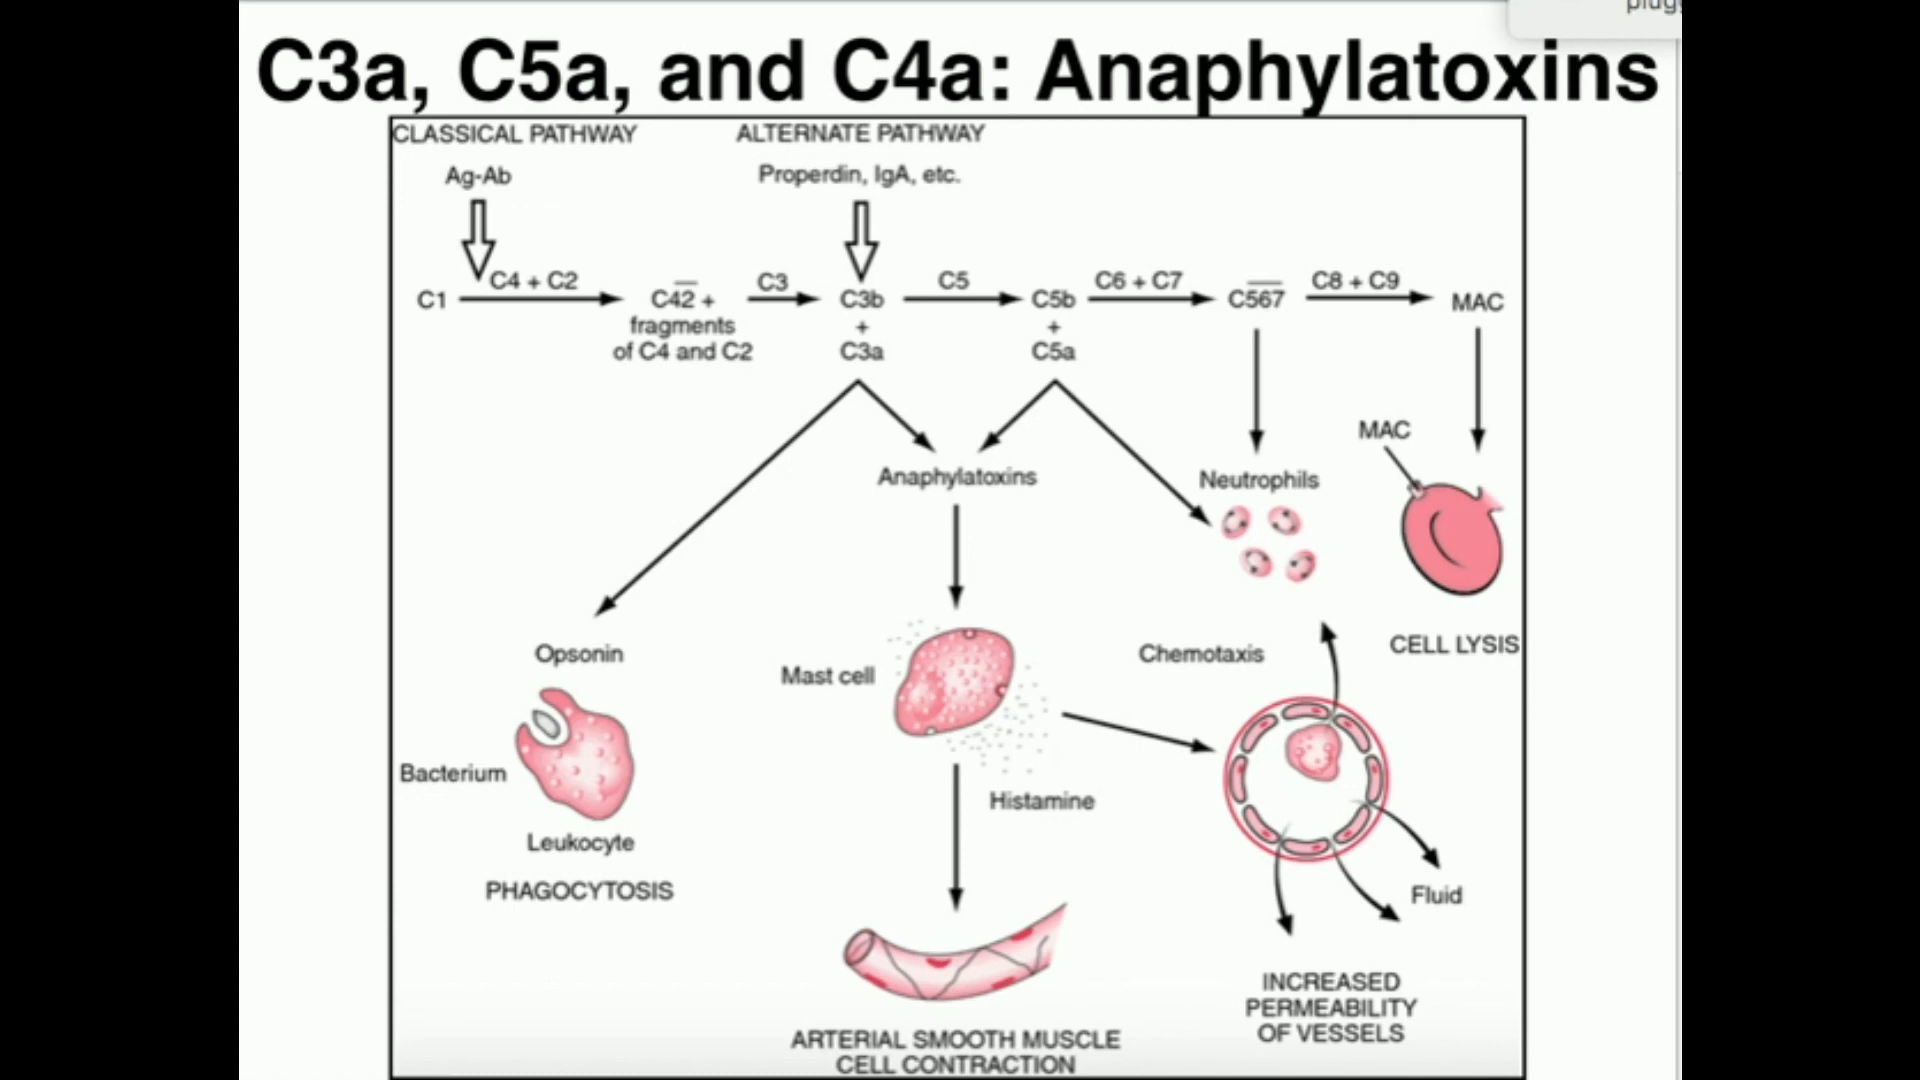 C3a, C5a, and C4a: Anaphylatoxins
CLASSICAL PATHWAY
ALTERNATE PATHWAY
Ag-Ab
Properdin, IgA, etc.
C1
C4 + C2
C42 +
fragments
of C4 and C2
C3
C3b
+
C3a
C5
C5b
+
C5a
C6 + C7
C567
C8 + C9
MAC
Anaphylatoxins
Neutrophils
MAC
Opsonin
Mast cell
Chemotaxis
CELL LYSIS
Bacterium
Histamine
Leukocyte
PHAGOCYTOSIS
Fluid
INCREASED
PERMEABILITY
OF VESSELS
ARTERIAL SMOOTH MUSCLE
CELL CONTRACTION